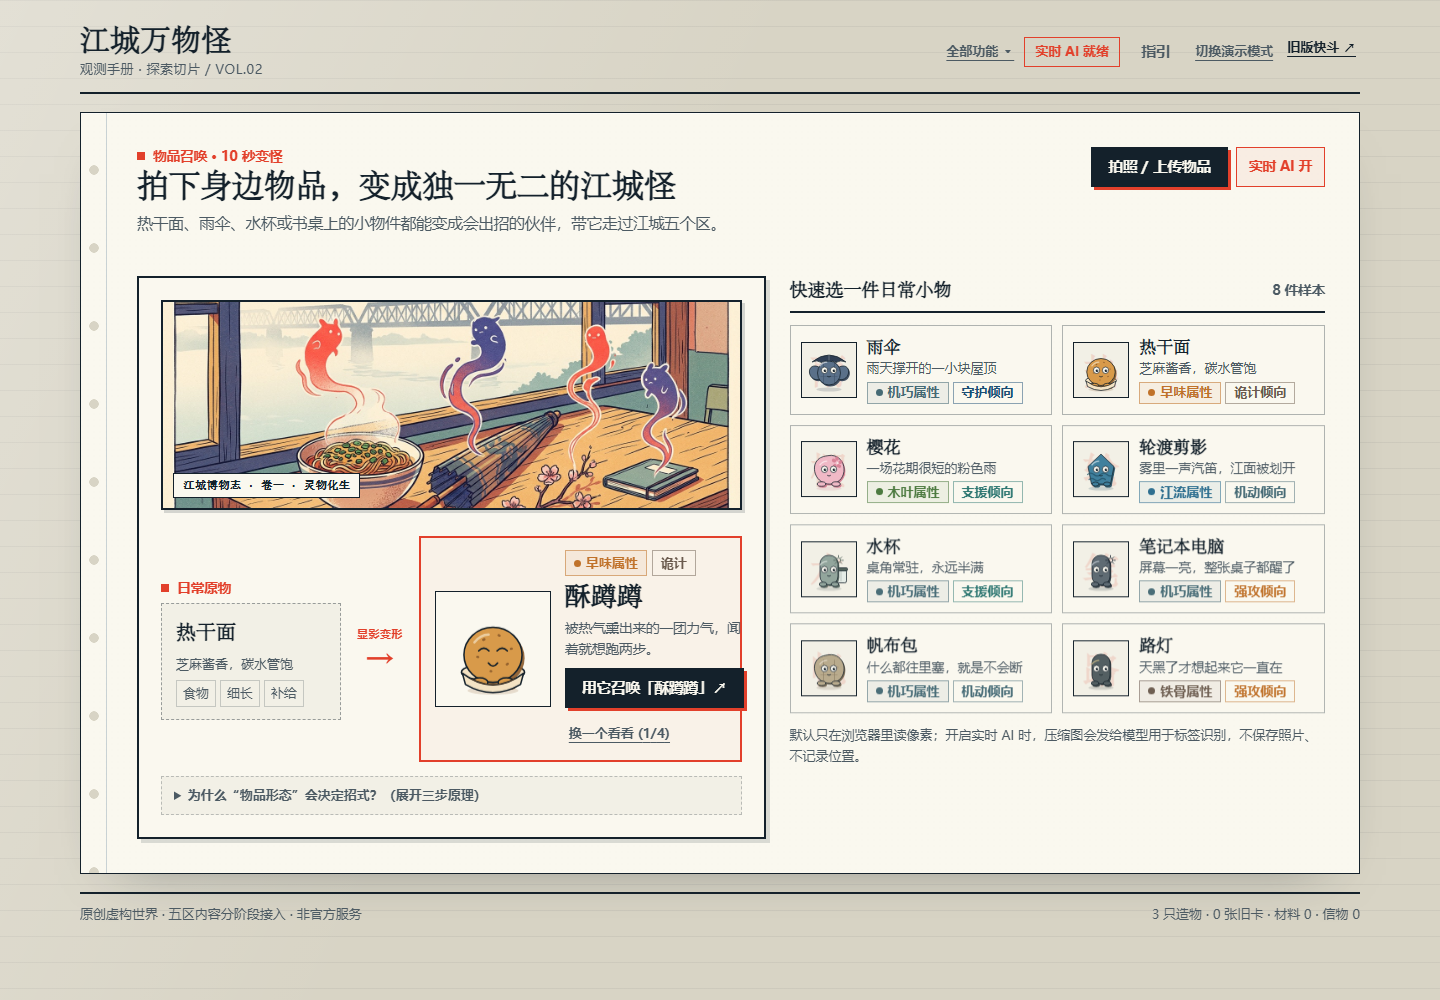 江城万物怪
观测手册 · 探索切片 / VOL.02
全部功能
实时 AI 就绪
指引
切换演示模式
旧版快斗 ↗
物品召唤 • 10 秒变怪
拍下身边物品，变成独一无二的江城怪
热干面、雨伞、水杯或书桌上的小物件都能变成会出招的伙伴，带它走过江城五个区。
拍照 / 上传物品
实时 AI 开
江城博物志 · 卷一 · 灵物化生
日常原物
热干面
芝麻酱香，碳水管饱
食物 细长 补给
显影变形
→
早味属性 诡计
酥蹲蹲
被热气熏出来的一团力气，闻
着就想跑两步。
用它召唤「酥蹲蹲」 ↗
换一个看看 (1/4)
▶ 为什么“物品形态”会决定招式？（展开三步原理）
快速选一件日常小物
8 件样本
雨伞
雨天撑开的一小块屋顶
机巧属性 守护倾向
热干面
芝麻酱香，碳水管饱
早味属性 诡计倾向
樱花
一场花期很短的粉色雨
木叶属性 支援倾向
轮渡剪影
雾里一声汽笛，江面被划开
江流属性 机动倾向
水杯
桌角常驻，永远半满
机巧属性 支援倾向
笔记本电脑
屏幕一亮，整张桌子都醒了
机巧属性 强攻倾向
帆布包
什么都往里塞，就是不会断
机巧属性 机动倾向
路灯
天黑了才想起来它一直在
铁骨属性 强攻倾向
默认只在浏览器里读像素；开启实时 AI 时，压缩图会发给模型用于标签识别，不保存照片、
不记录位置。
原创虚构世界 · 五区内容分阶段接入 · 非官方服务
3 只造物 · 0 张旧卡 · 材料 0 · 信物 0